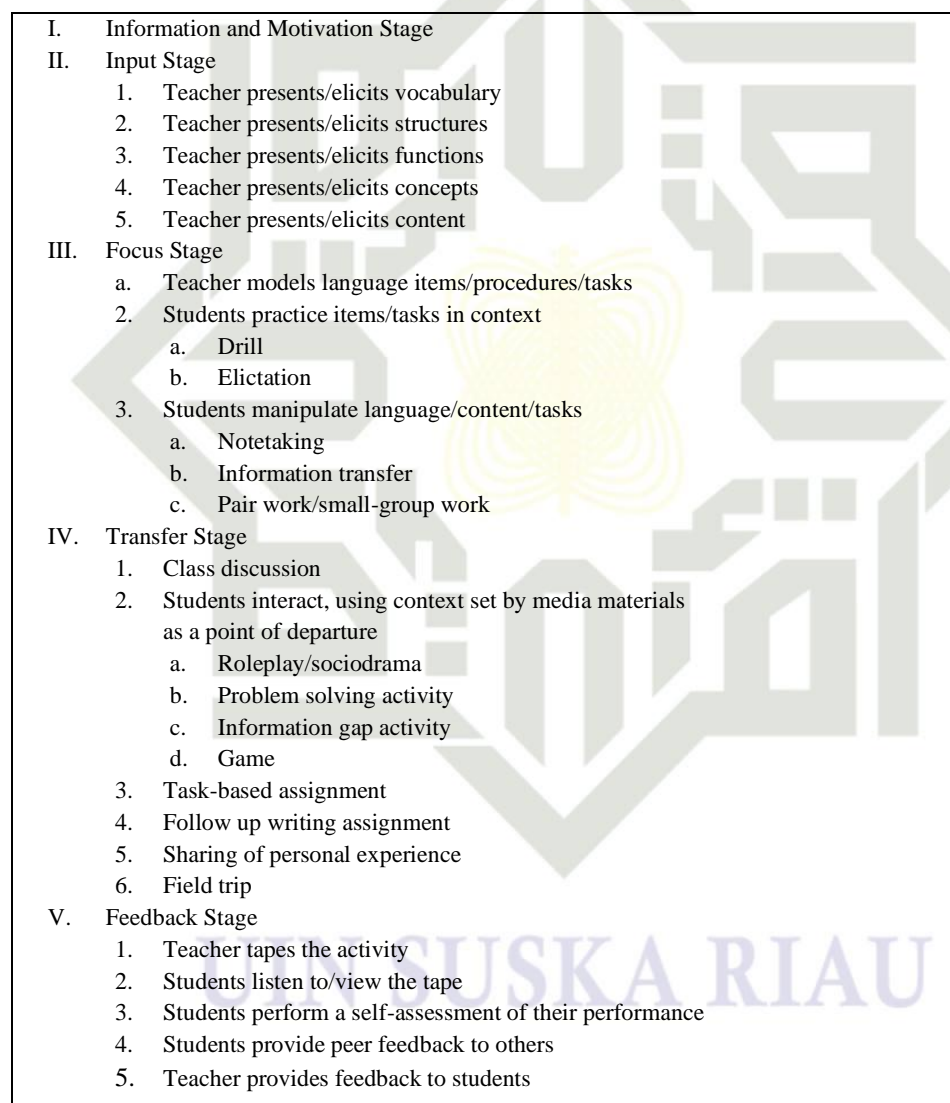 I. Information and Motivation Stage
II. Input Stage
1. Teacher presents/elicits vocabulary
2. Teacher presents/elicits structures
3. Teacher presents/elicits functions
4. Teacher presents/elicits concepts
5. Teacher presents/elicits content
III. Focus Stage
a. Teacher models language items/procedures/tasks
2. Students practice items/tasks in context
a. Drill
b. Elictation
3. Students manipulate language/content/tasks
a. Notetaking
b. Information transfer
c. Pair work/small-group work
IV. Transfer Stage
1. Class discussion
2. Students interact, using context set by media materials
as a point of departure
a. Roleplay/sociodrama
b. Problem solving activity
c. Information gap activity
d. Game
3. Task-based assignment
4. Follow up writing assignment
5. Sharing of personal experience
6. Field trip
V. Feedback Stage
1. Teacher tapes the activity
2. Students listen to/view the tape
3. Students perform a self-assessment of their performance
4. Students provide peer feedback to others
5. Teacher provides feedback to students
UIN SUSKA RIAU